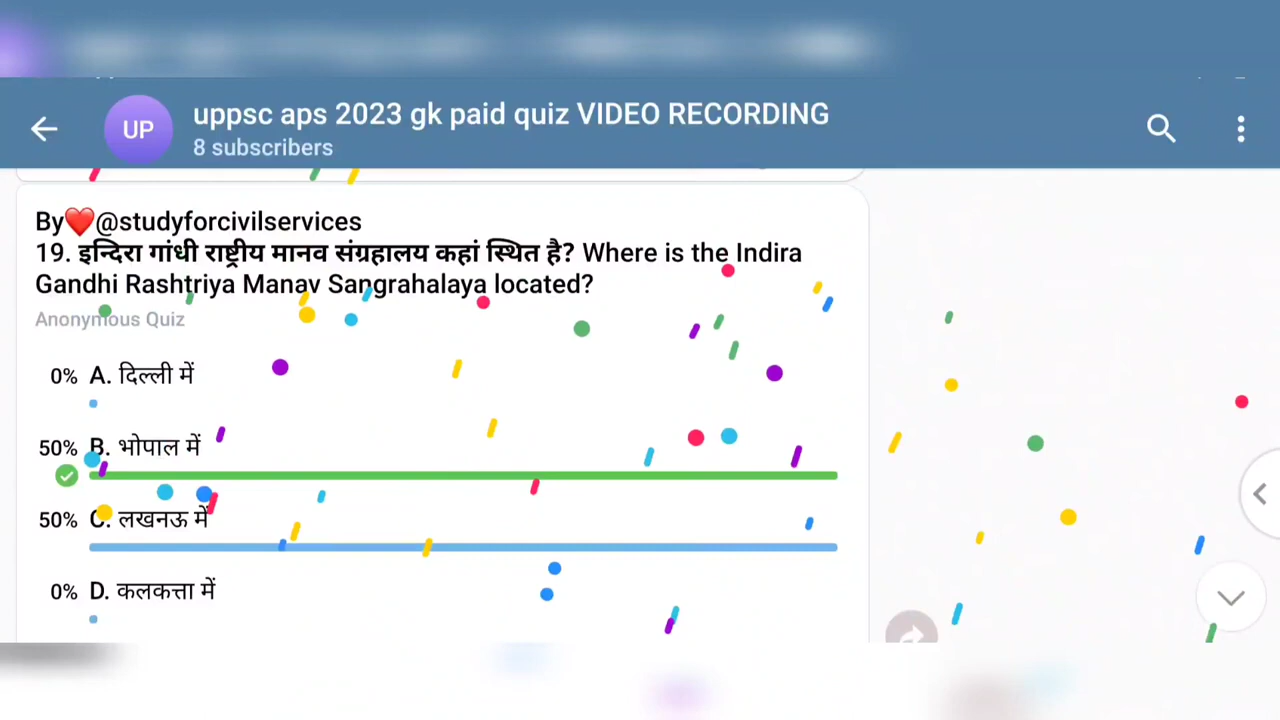 UP
uppsc aps 2023 gk paid quiz VIDEO RECORDING
8 subscribers
By❤️@studyforcivilservices
19. इन्दिरा गांधी राष्ट्रीय मानव संग्रहालय कहां स्थित है? Where is the Indira
Gandhi Rashtriya Manav Sangrahalaya located?
Anonymous Quiz
0% A. दिल्ली में
50% B. भोपाल में
50% C. लखनऊ में
0% D. कलकत्ता में